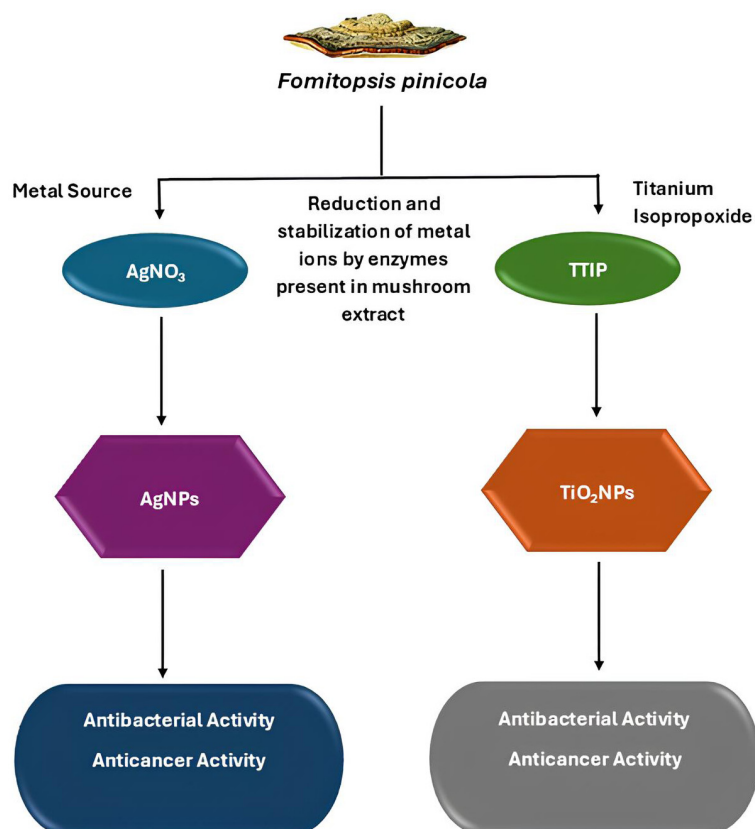 Fomitopsis pinicola
Metal Source
Reduction and
stabilization of metal
ions by enzymes
present in mushroom
extract
Titanium
Isopropoxide
AgNO₃
TTIP
AgNPs
TiO₂NPs
Antibacterial Activity
Anticancer Activity
Antibacterial Activity
Anticancer Activity